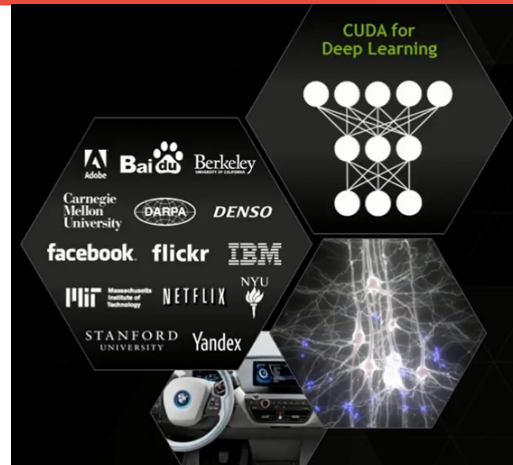 CUDA for
Deep Learning
Adobe
Baidu
Berkeley
UNIVERSITY OF CALIFORNIA
Carnegie
Mellon
University
DARPA
DENSO
facebook
flickr
IBM
MIT
Massachusetts
Institute of
Technology
NETFLIX
NYU
STANFORD
UNIVERSITY
Yandex